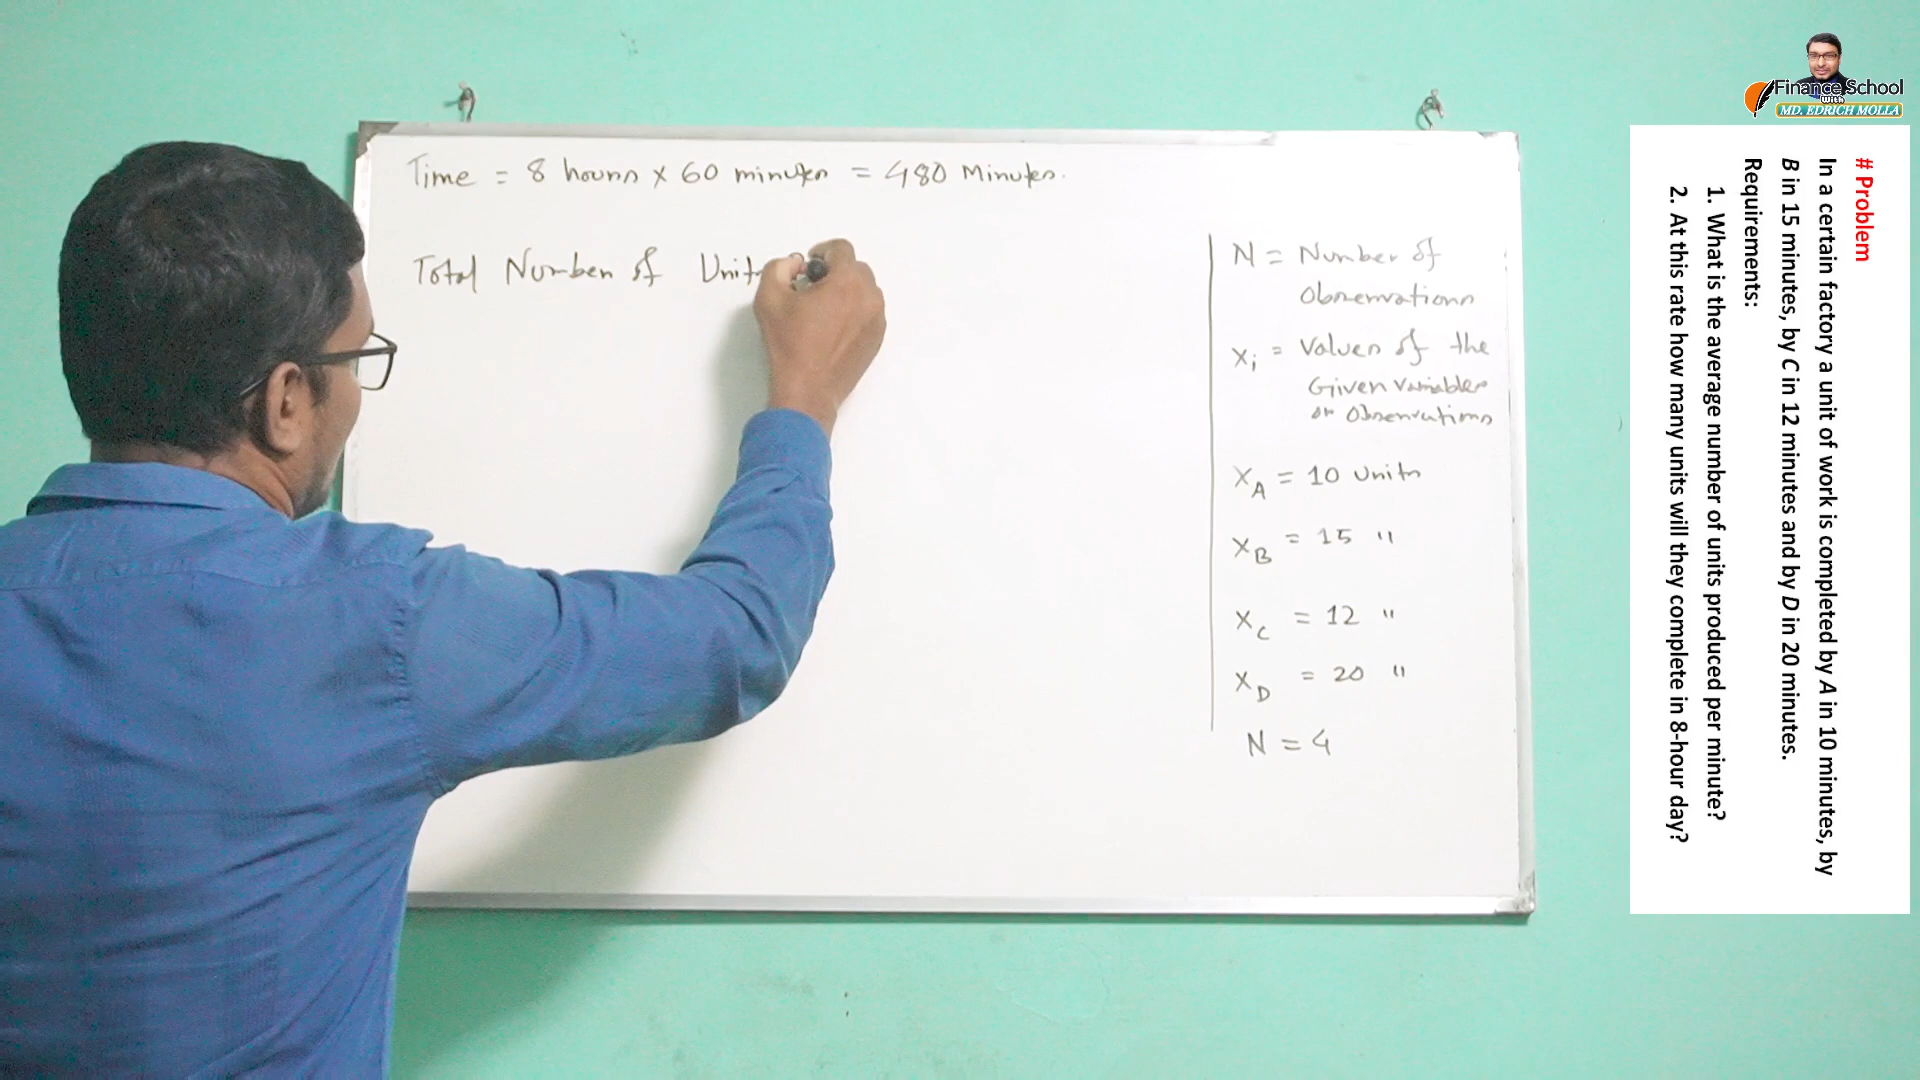 Time = 8 hours × 60 minutes = 480 Minutes.
Total Number of Unit
N = Number of
Observations
Xi = Values of the
Given Variables
or Observations
XA = 10 Units
XB = 15 "
XC = 12 "
XD = 20 "
N = 4
Finance School
With
MD. EDRICH MOLLA
# Problem
In a certain factory a unit of work is completed by A in 10 minutes, by
B in 15 minutes, by C in 12 minutes and by D in 20 minutes.
Requirements:
1. What is the average number of units produced per minute?
2. At this rate how many units will they complete in 8-hour day?